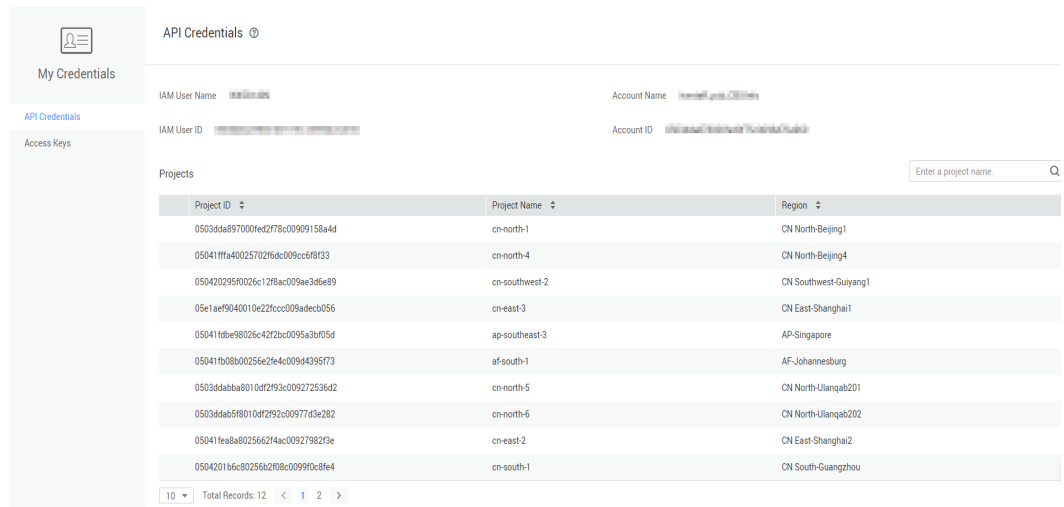 API Credentials
My Credentials
API Credentials
Access Keys
IAM User Name
Account Name
IAM User ID
Account ID
Projects
Enter a project name.
Project ID Project Name Region
0503dda897000fed2f78c00909158a4d cn-north-1 CN North-Beijing1
05041fffa40025702f6dc009cc6f8f33 cn-north-4 CN North-Beijing4
050420295f0026c12f8ac009ae3d6e89 cn-southwest-2 CN Southwest-Guiyang1
05e1aef9040010e22fccc009adecb056 cn-east-3 CN East-Shanghai1
05041fdbe98026c42f2bc0095a3bf05d ap-southeast-3 AP-Singapore
05041fb08b00256e2fe4c009d4395f73 af-south-1 AF-Johannesburg
0503ddabba8010df2f93c009272536d2 cn-north-5 CN North-Ulanqab201
0503ddab5f8010df2f92c00977d3e282 cn-north-6 CN North-Ulanqab202
05041fea8a8025662f4ac00927982f3e cn-east-2 CN East-Shanghai2
0504201b6c80256b2f08c0099f0c8fe4 cn-south-1 CN South-Guangzhou
10 Total Records: 12 < 1 2 >